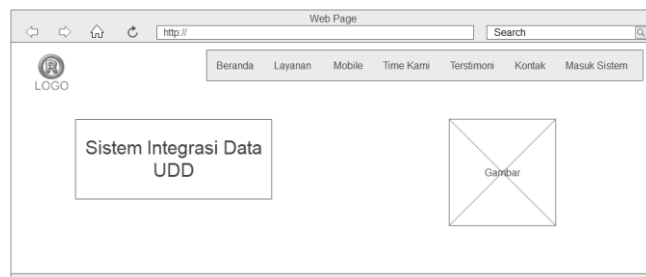 Web Page
http://
Search
®
LOGO
Beranda Layanan Mobile Time Kami Terstimoni Kontak Masuk Sistem
Sistem Integrasi Data
UDD
Gambar